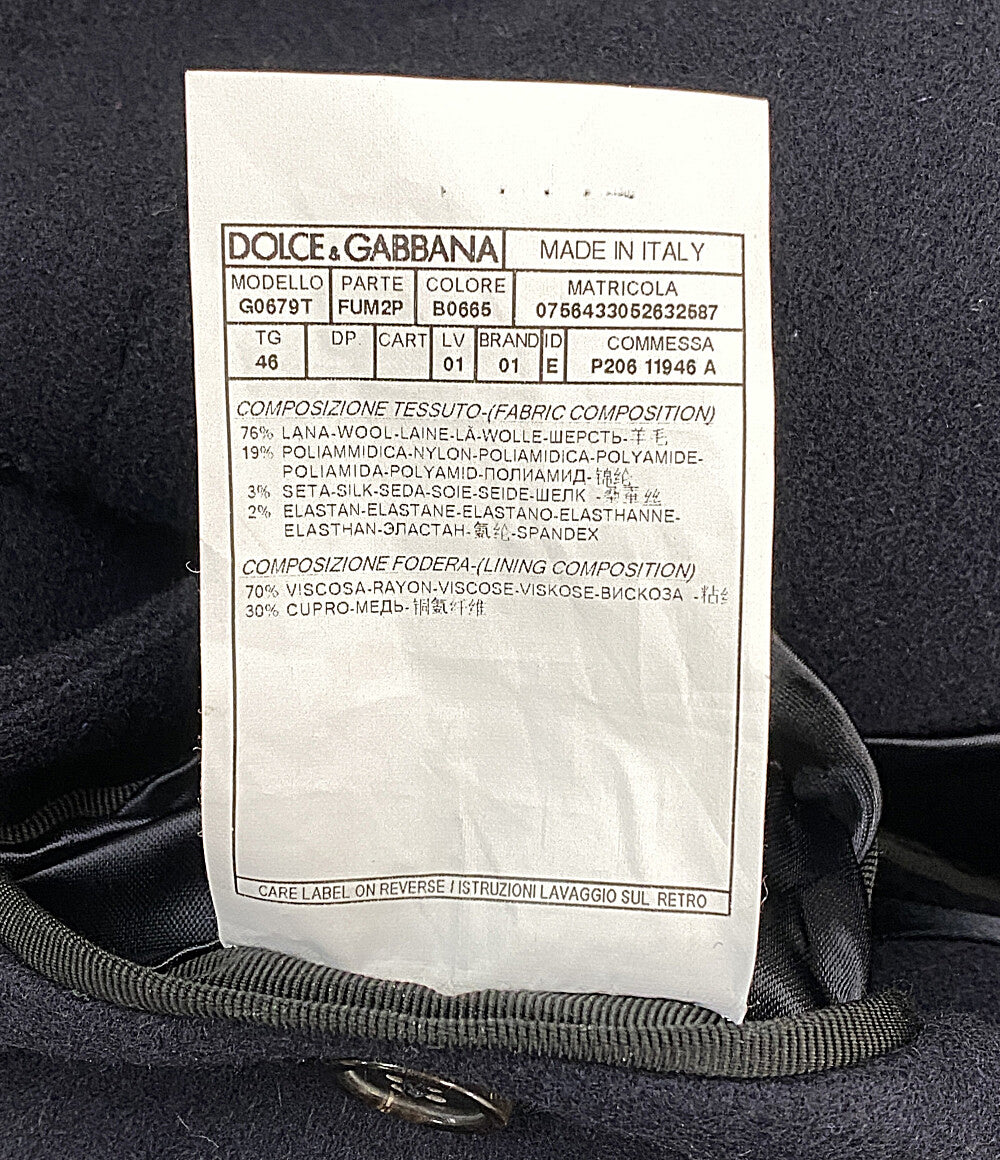 DOLCE&GABBANA MADE IN ITALY
MODELLO PARTE COLORE MATRICOLA
G0679T FUM2P B0665 0756433052632587
TG DP CART LV BRAND ID COMMESSA
46 01 01 E P206 11946 A
COMPOSIZIONE TESSUTO-(FABRIC COMPOSITION)
76% LANA-WOOL-LAINE-LÃ-WOLLE-ШЕРСТЬ-羊毛
19% POLIAMMIDICA-NYLON-POLIAMIDICA-POLYAMIDE-
POLIAMIDA-POLYAMID-ПОЛИАМИД-锦纶
3% SETA-SILK-SEDA-SOIE-SEIDE-ШЕЛК -桑蚕丝
2% ELASTAN-ELASTANE-ELASTANO-ELASTHANNE-
ELASTHAN-ЭЛАСТАН-氨纶-SPANDEX
COMPOSIZIONE FODERA-(LINING COMPOSITION)
70% VISCOSA-RAYON-VISCOSE-VISKOSE-ВИСКОЗА -粘
30% CUPRO-МЕДЬ-铜氨纤维
CARE LABEL ON REVERSE / ISTRUZIONI LAVAGGIO SUL RETRO